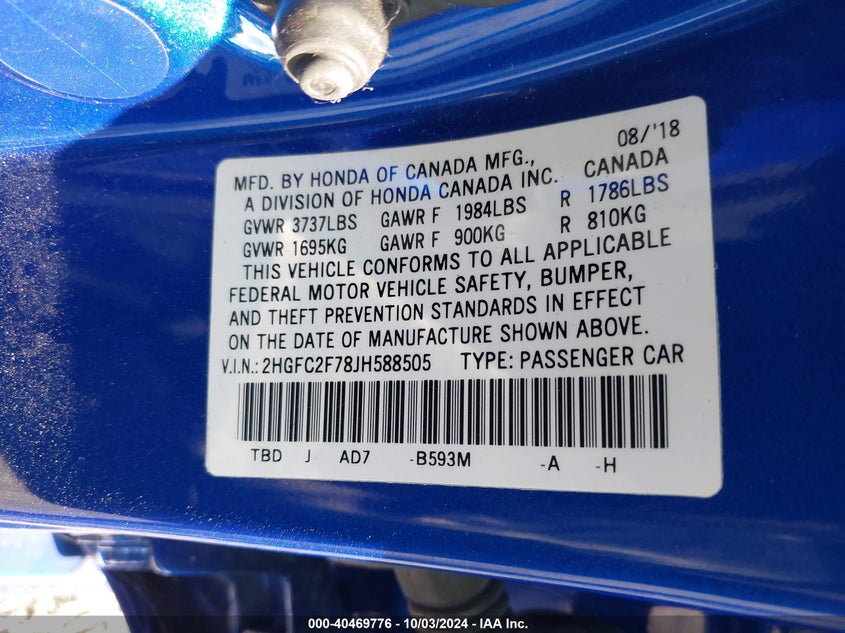 08/'18
MFD. BY HONDA OF CANADA MFG., CANADA
A DIVISION OF HONDA CANADA INC.
GVWR 3737LBS GAWR F 1984LBS R 1786LBS
GVWR 1695KG GAWR F 900KG R 810KG
THIS VEHICLE CONFORMS TO ALL APPLICABLE
FEDERAL MOTOR VEHICLE SAFETY, BUMPER,
AND THEFT PREVENTION STANDARDS IN EFFECT
ON THE DATE OF MANUFACTURE SHOWN ABOVE.
V.I.N.: 2HGFC2F78JH588505 TYPE: PASSENGER CAR
TBD J AD7 -B593M -A -H
000-40469776 - 10/03/2024 - IAA Inc.